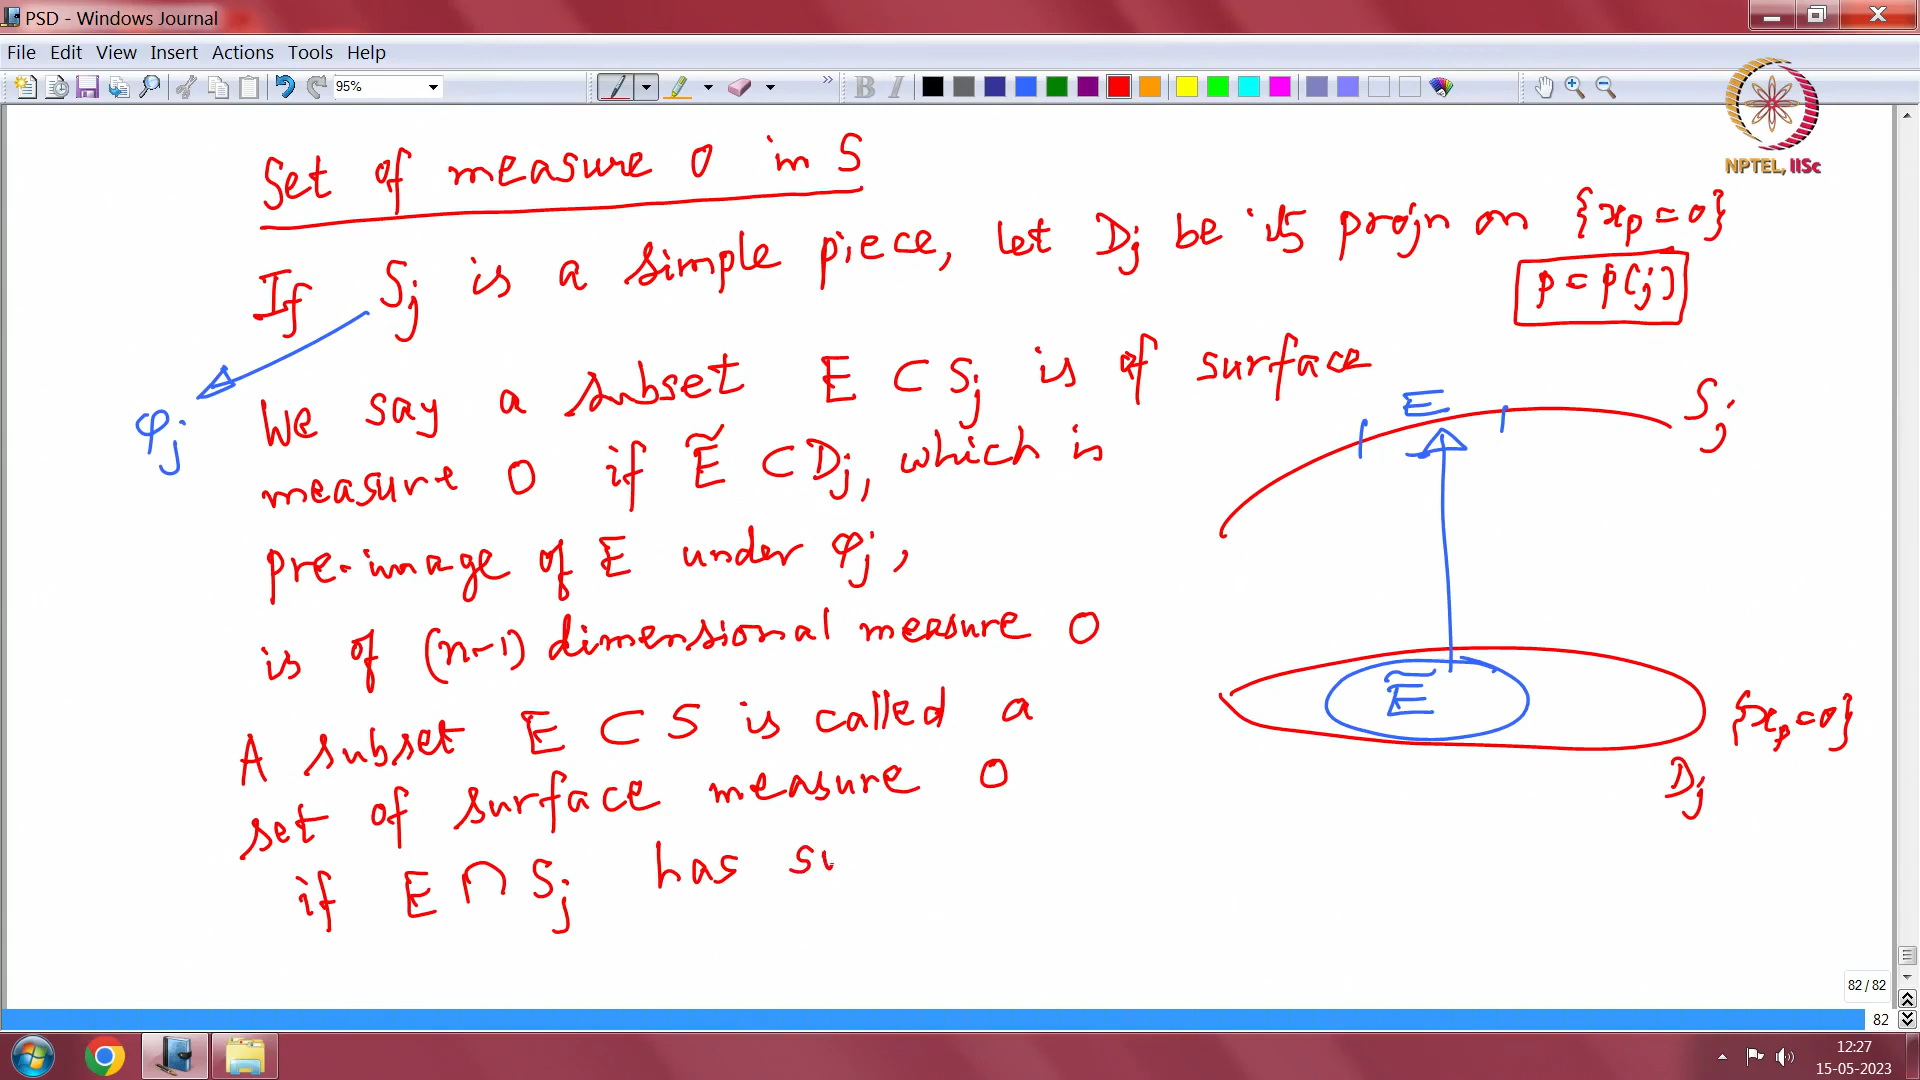 PSD - Windows Journal
File Edit View Insert Actions Tools Help
95%
NPTEL, IISc
Set of measure 0 in S
If Sj is a simple piece, let Dj be its projn on {xp = 0}
p = p(j)
φj
We say a subset E ⊂ Sj is of surface
measure 0 if Ẽ ⊂ Dj, which is
pre-image of E under φj,
is of (n-1) dimensional measure 0
A subset E ⊂ S is called a
set of surface measure 0
if E ∩ Sj has su
E
Sj
Ẽ
{xp = 0}
Dj
82 / 82
82
12:27
15-05-2023